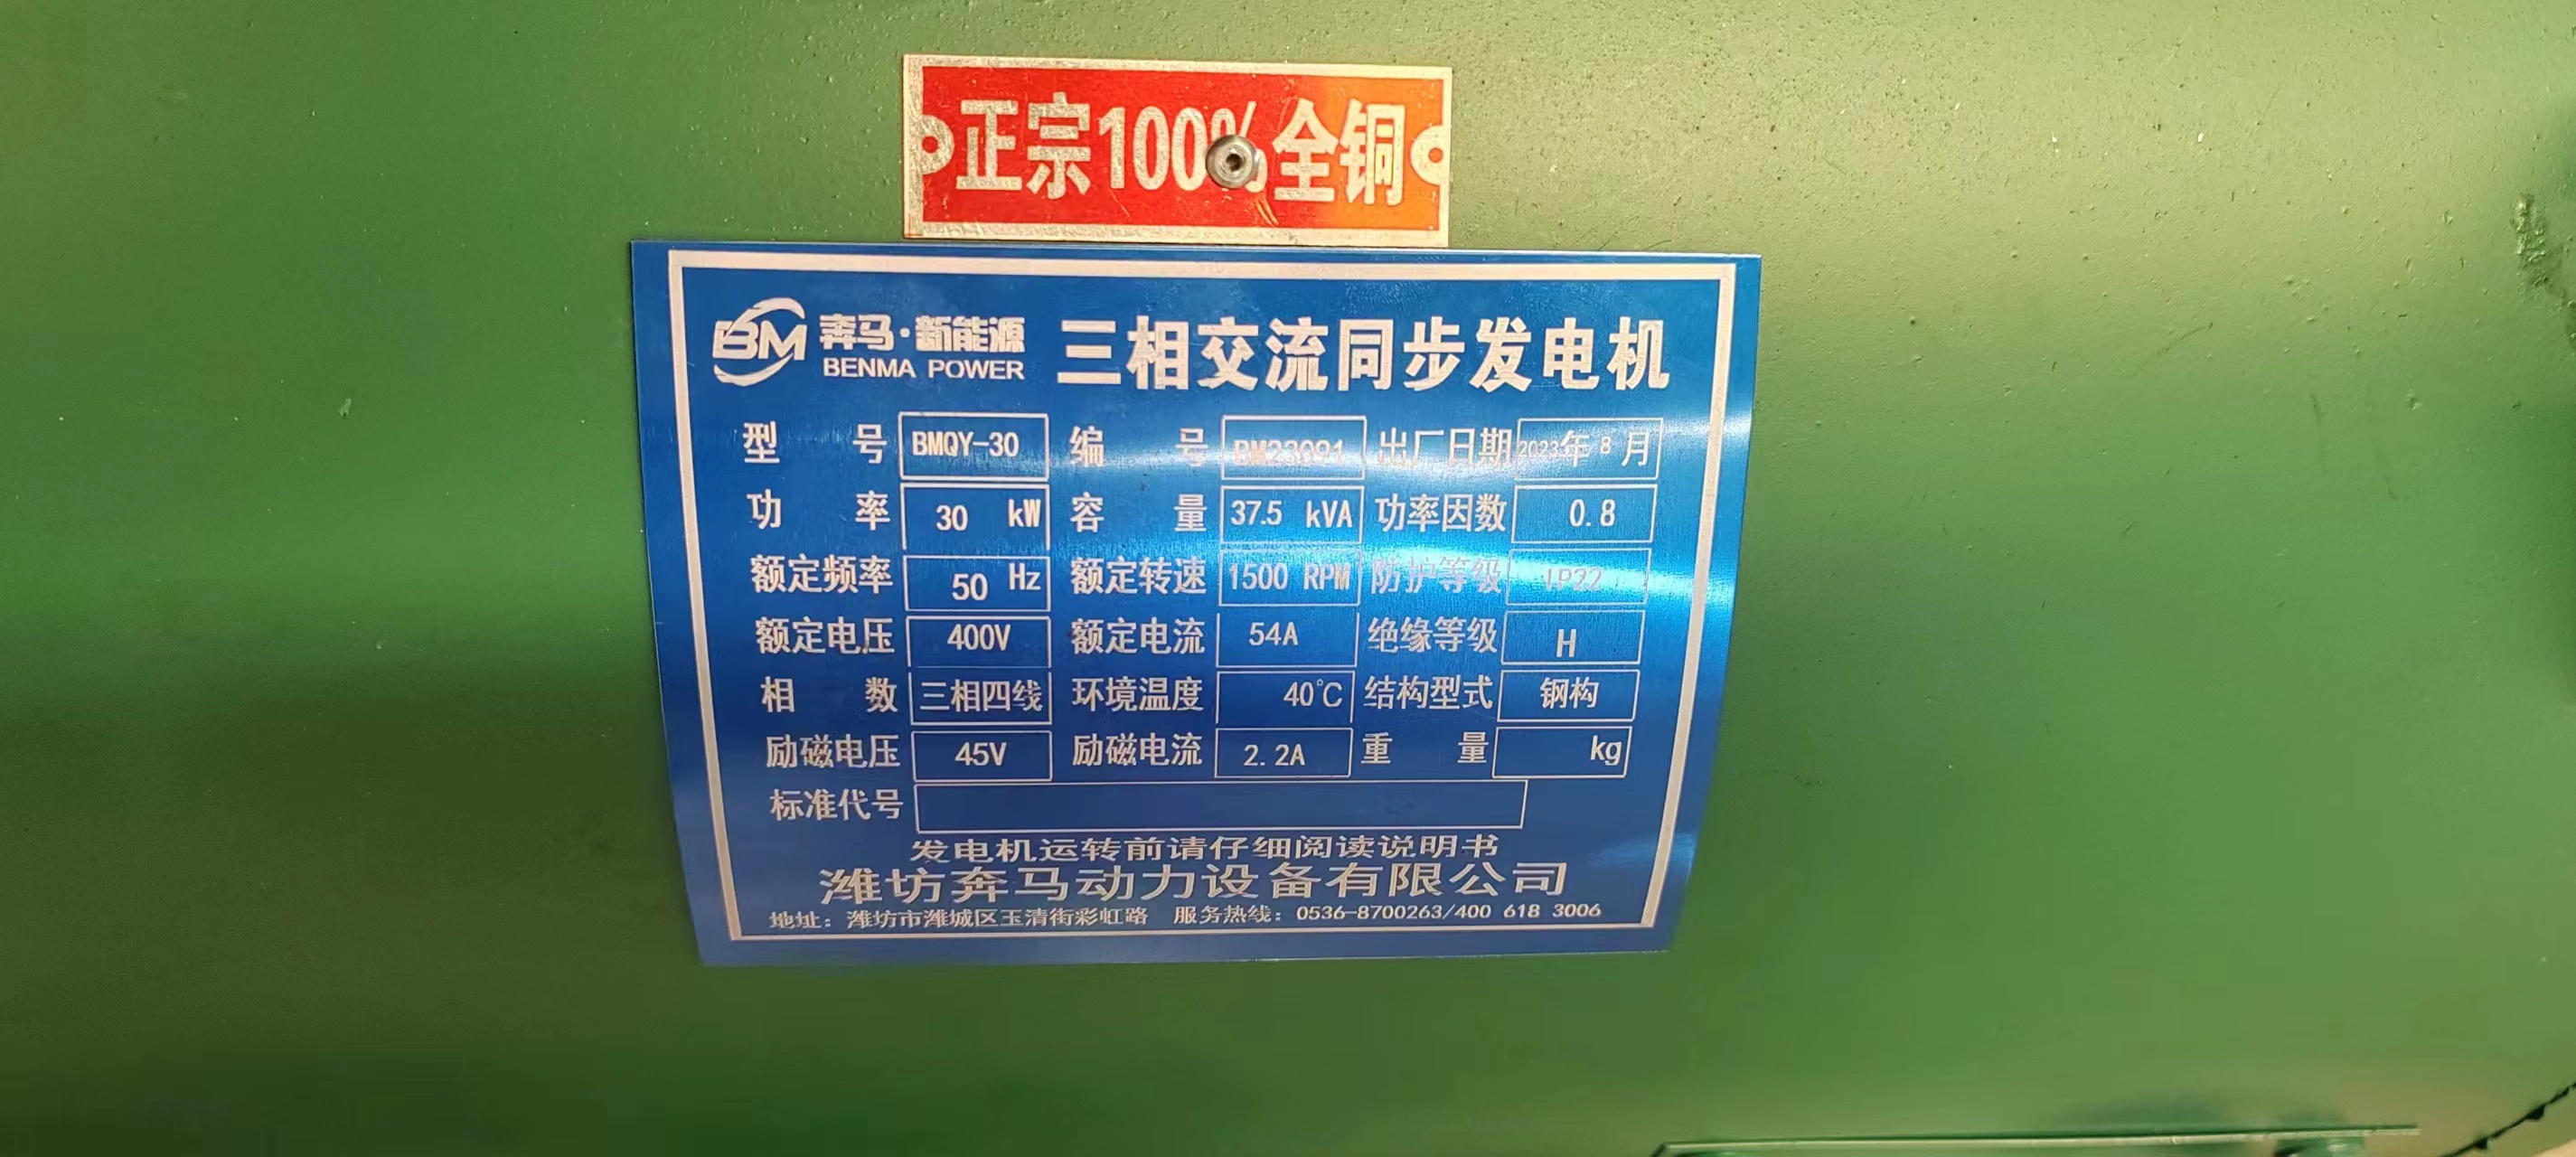 正宗100%全铜
BM 奔马·新能源 三相交流同步发电机
BENMA POWER
型号 BMQY-30 编号 BM23091 出厂日期 2023年 8 月
功率 30 kW 容量 37.5 kVA 功率因数 0.8
额定频率 50 Hz 额定转速 1500 RPM 防护等级 IP22
额定电压 400V 额定电流 54A 绝缘等级 H
相数 三相四线 环境温度 40℃ 结构型式 钢构
励磁电压 45V 励磁电流 2.2A 重量 kg
标准代号
发电机运转前请仔细阅读说明书
潍坊奔马动力设备有限公司
地址：潍坊市潍城区玉清街彩虹路 服务热线：0536-8700263/400 618 3006